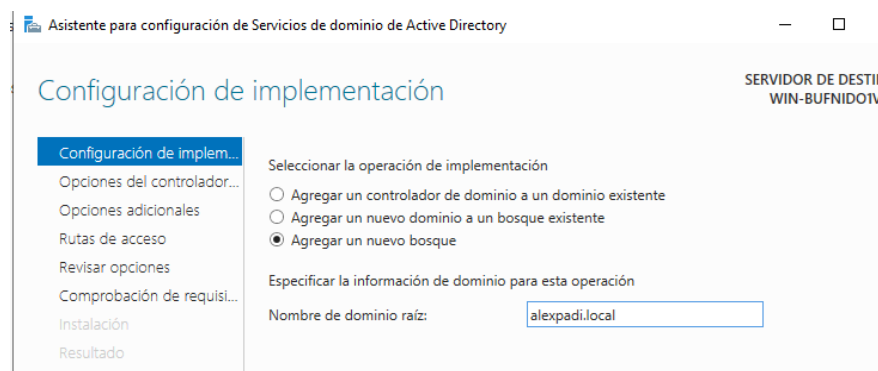 Asistente para configuración de Servicios de dominio de Active Directory
Configuración de implementación
SERVIDOR DE DESTI
WIN-BUFNIDO1V
Configuración de implem...
Opciones del controlador...
Opciones adicionales
Rutas de acceso
Revisar opciones
Comprobación de requisi...
Instalación
Resultado
Seleccionar la operación de implementación
Agregar un controlador de dominio a un dominio existente
Agregar un nuevo dominio a un bosque existente
Agregar un nuevo bosque
Especificar la información de dominio para esta operación
Nombre de dominio raíz: alexpadi.local